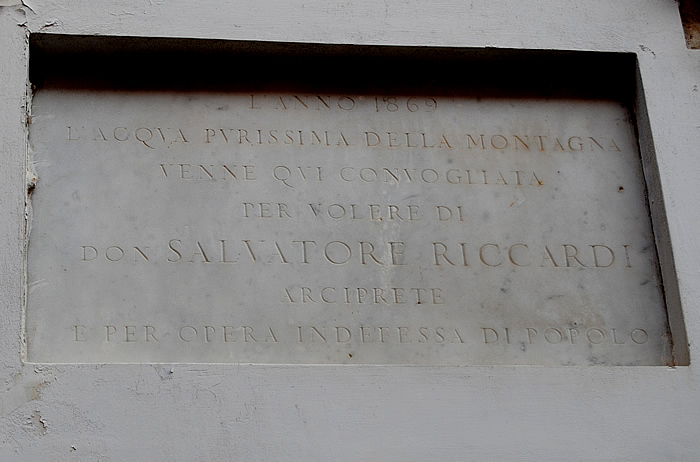 L'ANNO 1869
L'ACQVA PVRISSIMA DELLA MONTAGNA
VENNE QVI CONVOGLIATA
PER VOLERE DI
DON SALVATORE RICCARDI
ARCIPRETE
E PER OPERA INDEFESSA DI POPOLO